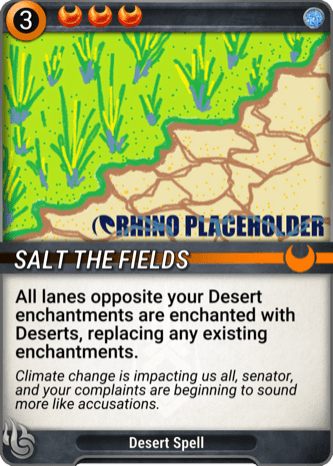 3
RHINO PLACEHOLDER
SALT THE FIELDS
All lanes opposite your Desert
enchantments are enchanted with
Deserts, replacing any existing
enchantments.
Climate change is impacting us all, senator,
and your complaints are beginning to sound
more like accusations.
Desert Spell